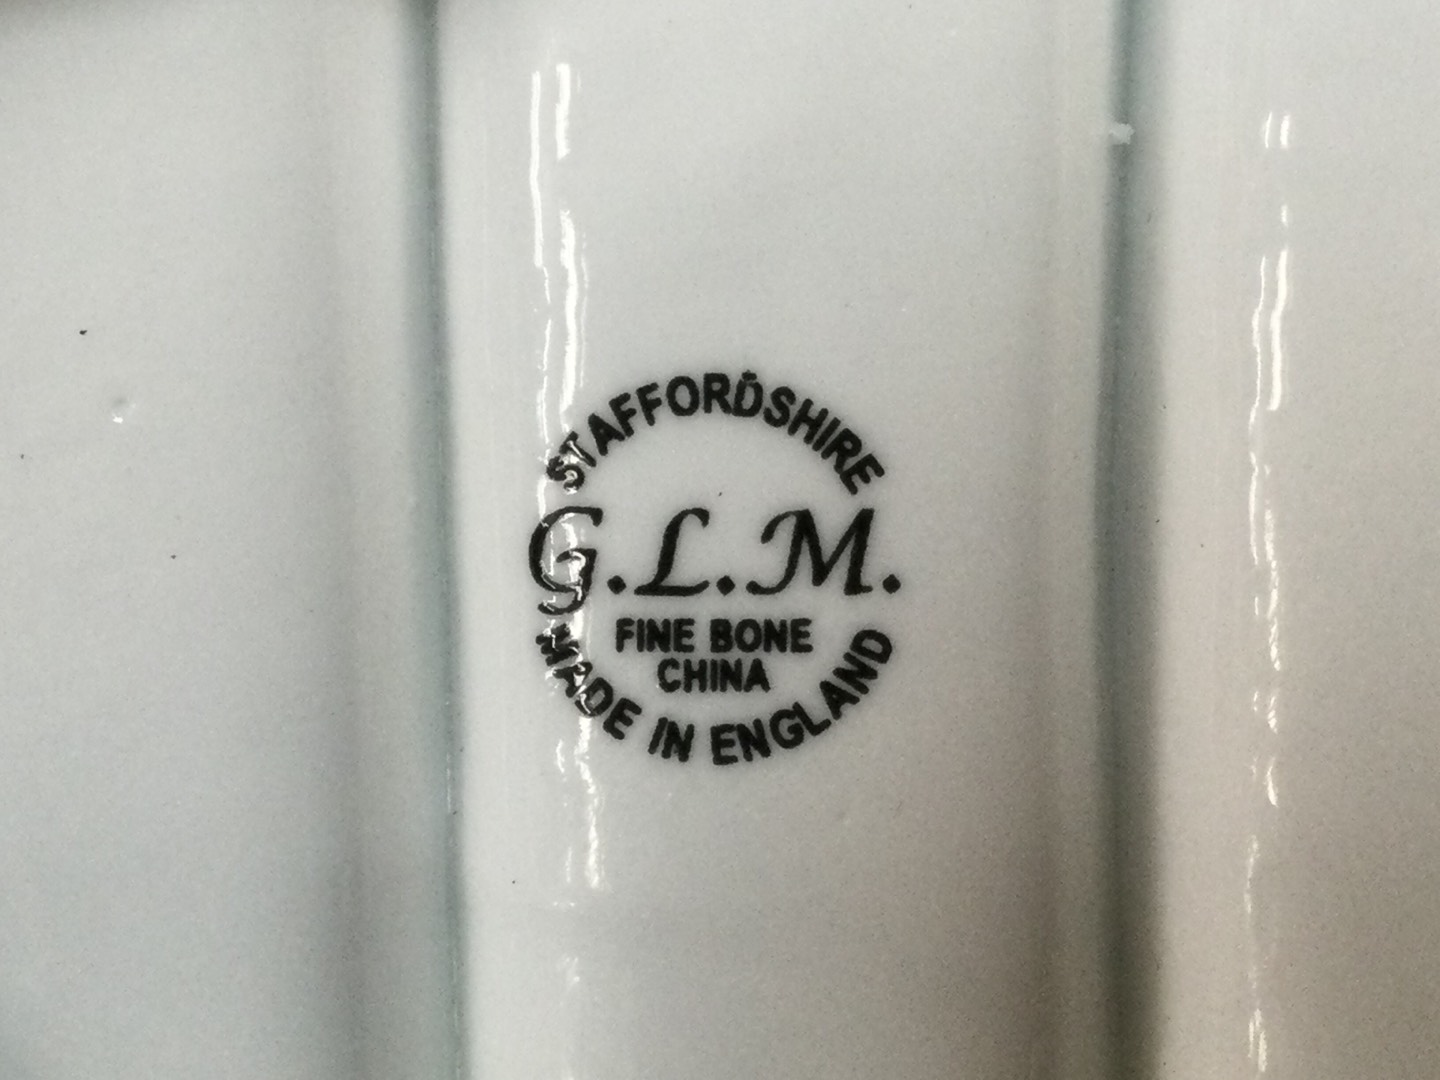 STAFFORDSHIRE
G.L.M.
FINE BONE
CHINA
MADE IN ENGLAND